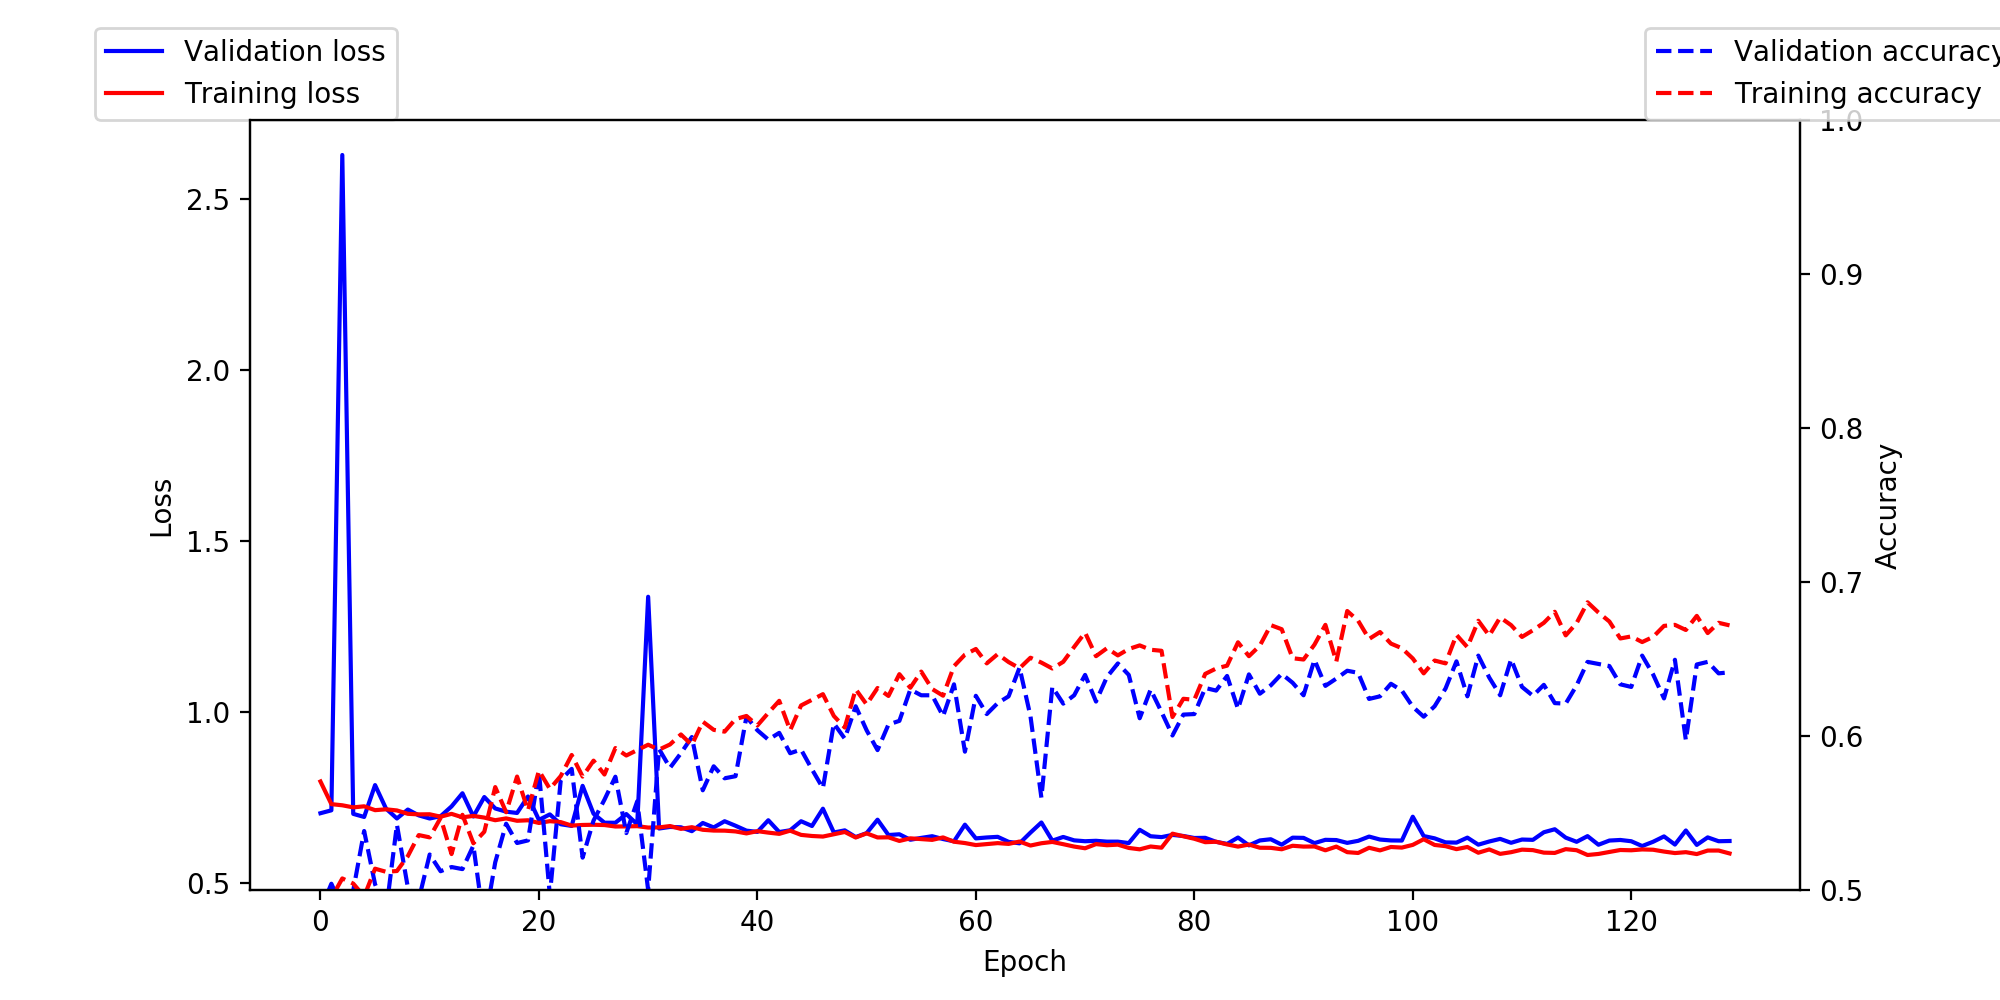 Validation loss
Training loss
Validation accuracy
Training accuracy
2.5
2.0
1.5
1.0
0.5
Loss
1.0
0.9
0.8
0.7
0.6
0.5
Accuracy
0 20 40 60 80 100 120
Epoch